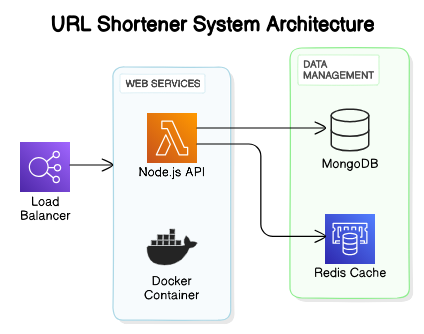 URL Shortener System Architecture
WEB SERVICES
DATA
MANAGEMENT
Node.js API
MongoDB
Load
Balancer
Docker
Container
Redis Cache